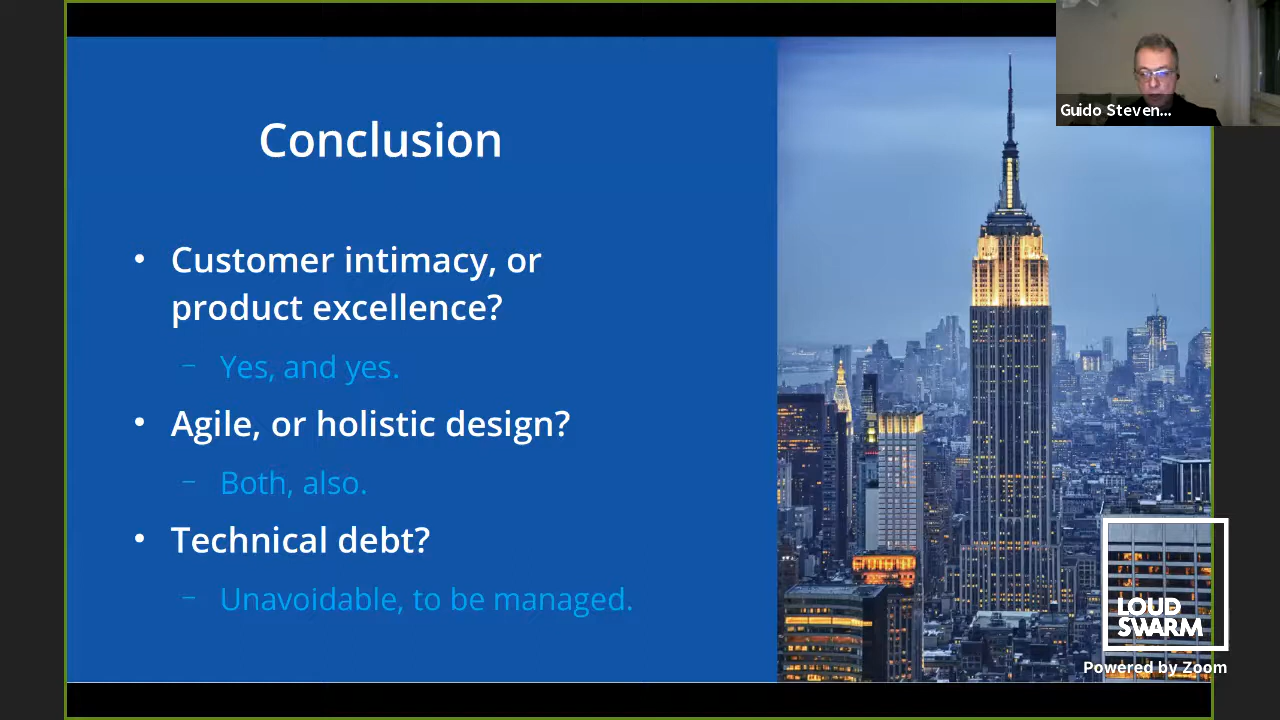 Conclusion
Guido Steven...
• Customer intimacy, or
product excellence?
– Yes, and yes.
• Agile, or holistic design?
– Both, also.
• Technical debt?
– Unavoidable, to be managed.
LOUD
SWARM
Powered by Zoom